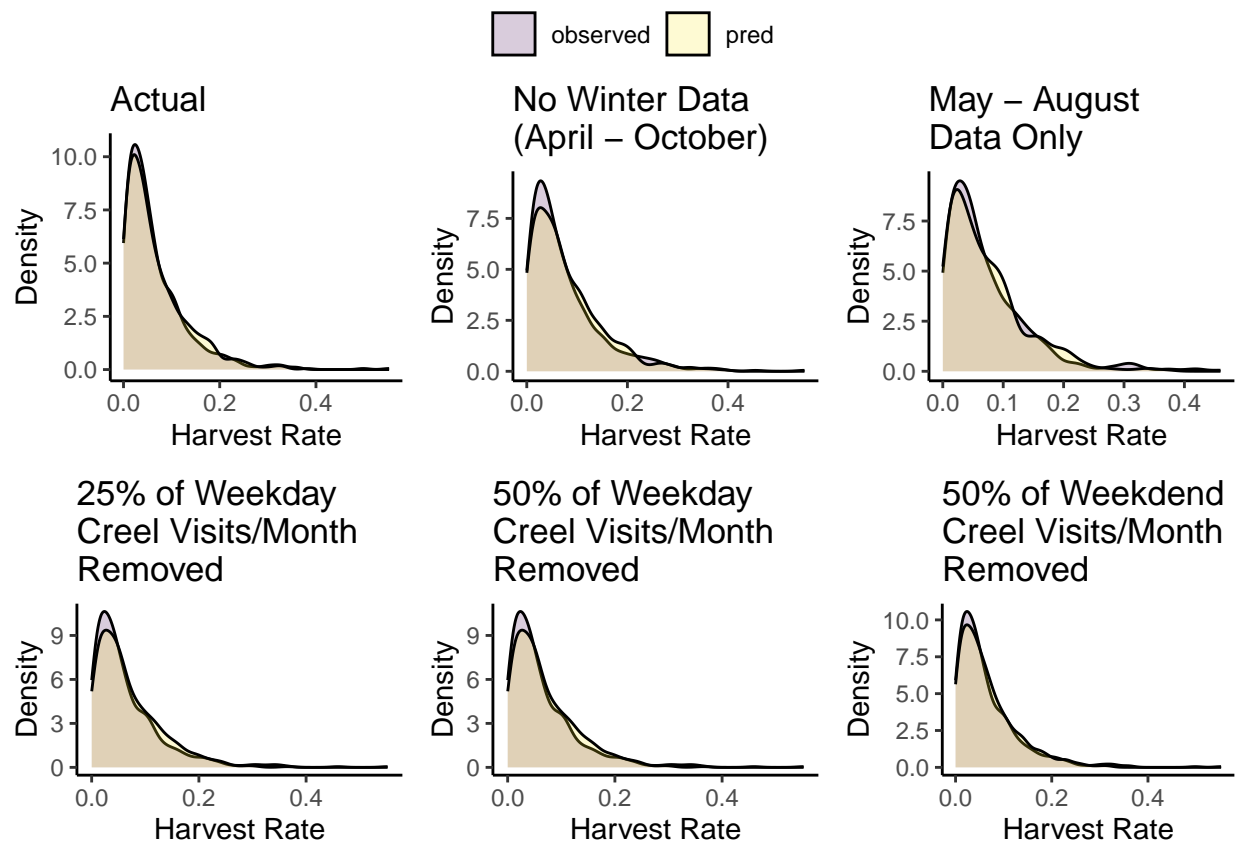 observed
pred
Actual
10.0
7.5
5.0
2.5
0.0
Density
0.0 0.2 0.4
Harvest Rate
No Winter Data
(April – October)
7.5
5.0
2.5
0.0
Density
0.0 0.2 0.4
Harvest Rate
May – August
Data Only
7.5
5.0
2.5
0.0
Density
0.0 0.1 0.2 0.3 0.4
Harvest Rate
25% of Weekday
Creel Visits/Month
Removed
9
6
3
0
Density
0.0 0.2 0.4
Harvest Rate
50% of Weekday
Creel Visits/Month
Removed
9
6
3
0
Density
0.0 0.2 0.4
Harvest Rate
50% of Weekdend
Creel Visits/Month
Removed
10.0
7.5
5.0
2.5
0.0
Density
0.0 0.2 0.4
Harvest Rate